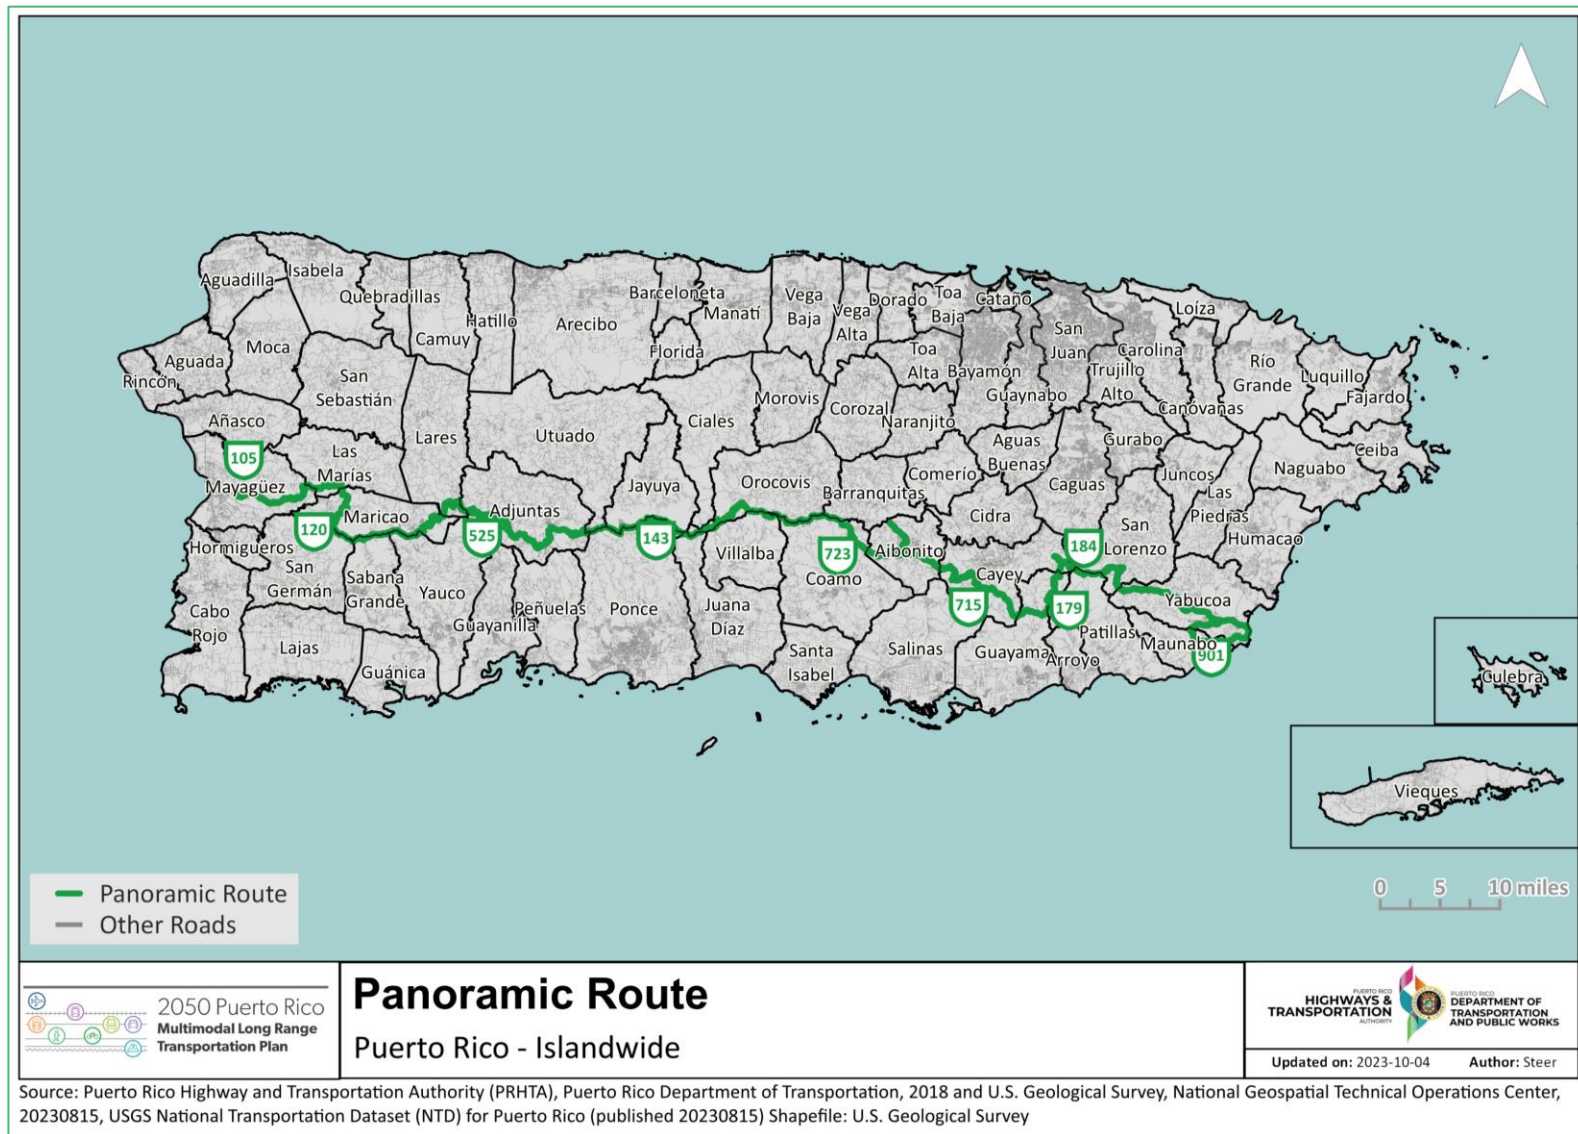 Isabela
Aguadilla
Quebradillas
Hatillo
Camuy
Arecibo
Barceloneta
Manatí
Florida
Vega
Baja
Vega
Alta
Dorado
Toa
Baja
Cataño
Toa
Alta
Bayamón
San
Juan
Guaynabo
Carolina
Trujillo
Alto
Loíza
Canóvanas
Río
Grande
Luquillo
Fajardo
Ceiba
Naguabo
Moca
Aguada
Rincón
San
Sebastián
Añasco
Las
Marías
Lares
Utuado
Ciales
Morovis
Corozal
Naranjito
Aguas
Buenas
Gurabo
Juncos
Las
Piedras
Humacao
Caguas
Comerío
Barranquitas
Orocovis
Jayuya
Adjuntas
Maricao
Mayagüez
105
120
525
143
723
184
715
179
901
Hormigueros
San
Germán
Sabana
Grande
Yauco
Guayanilla
Peñuelas
Ponce
Villalba
Juana
Díaz
Coamo
Aibonito
Cidra
Cayey
San
Lorenzo
Yabucoa
Maunabo
Patillas
Arroyo
Guayama
Salinas
Santa
Isabel
Cabo
Rojo
Lajas
Guánica
Culebra
Vieques
Panoramic Route
Other Roads
0 5 10 miles
2050 Puerto Rico
Multimodal Long Range
Transportation Plan
Panoramic Route
Puerto Rico - Islandwide
PUERTO RICO
HIGHWAYS &
TRANSPORTATION
AUTHORITY
PUERTO RICO
DEPARTMENT OF
TRANSPORTATION
AND PUBLIC WORKS
Updated on: 2023-10-04 Author: Steer
Source: Puerto Rico Highway and Transportation Authority (PRHTA), Puerto Rico Department of Transportation, 2018 and U.S. Geological Survey, National Geospatial Technical Operations Center,
20230815, USGS National Transportation Dataset (NTD) for Puerto Rico (published 20230815) Shapefile: U.S. Geological Survey